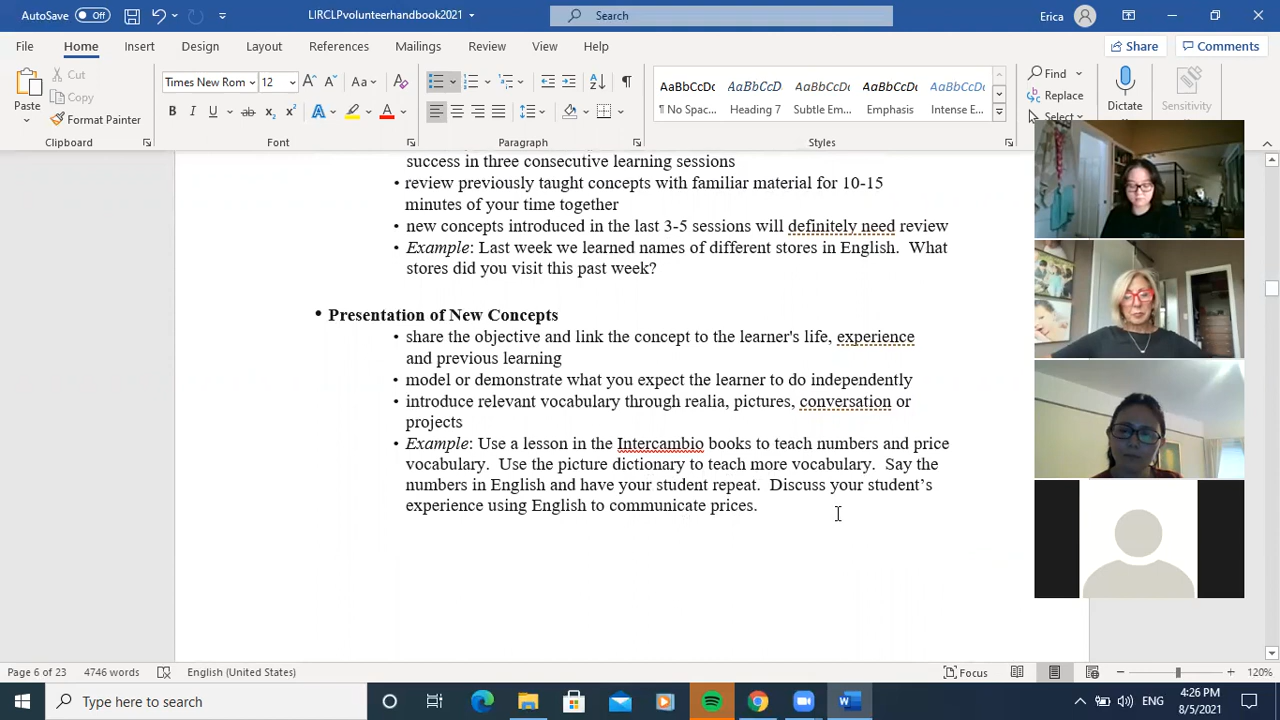 AutoSave Off LIRCLPvolunteerhandbook2021 Search Erica
File Home Insert Design Layout References Mailings Review View Help Share Comments
Paste Cut Copy Format Painter
Times New Rom 12
Aa
B I U ab x₂ x² A A
AaBbCcDc AaBbCcD AaBbCcDc AaBbCcDc AaBbCcDc
¶ No Spac... Heading 7 Subtle Em... Emphasis Intense E...
Find Replace Select
Dictate Sensitivity
Clipboard Font Paragraph Styles
success in three consecutive learning sessions
• review previously taught concepts with familiar material for 10-15
minutes of your time together
• new concepts introduced in the last 3-5 sessions will definitely need review
• Example: Last week we learned names of different stores in English. What
stores did you visit this past week?
• Presentation of New Concepts
• share the objective and link the concept to the learner's life, experience
and previous learning
• model or demonstrate what you expect the learner to do independently
• introduce relevant vocabulary through realia, pictures, conversation or
projects
• Example: Use a lesson in the Intercambio books to teach numbers and price
vocabulary. Use the picture dictionary to teach more vocabulary. Say the
numbers in English and have your student repeat. Discuss your student’s
experience using English to communicate prices.
Page 6 of 23 4746 words English (United States) Focus 120%
Type here to search ENG 4:26 PM
8/5/2021